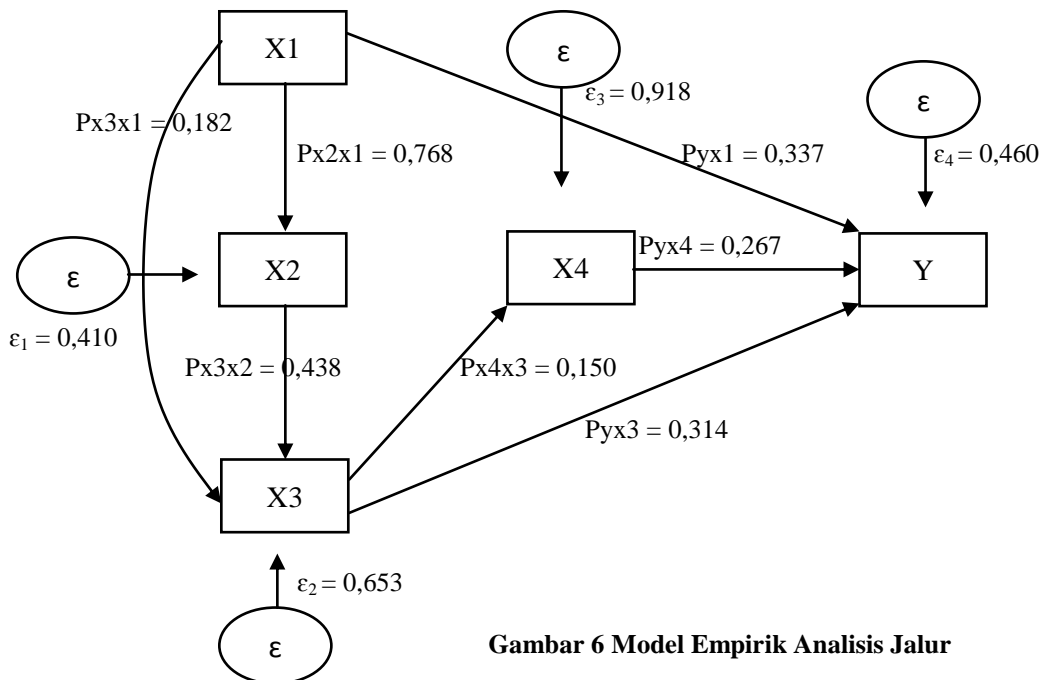 X1
ε
ε₃ = 0,918
ε
ε₄ = 0,460
Px3x1 = 0,182
Px2x1 = 0,768
Pyx1 = 0,337
ε
ε₁ = 0,410
X2
X4
Pyx4 = 0,267
Y
Px3x2 = 0,438
Px4x3 = 0,150
Pyx3 = 0,314
X3
ε₂ = 0,653
ε
Gambar 6 Model Empirik Analisis Jalur